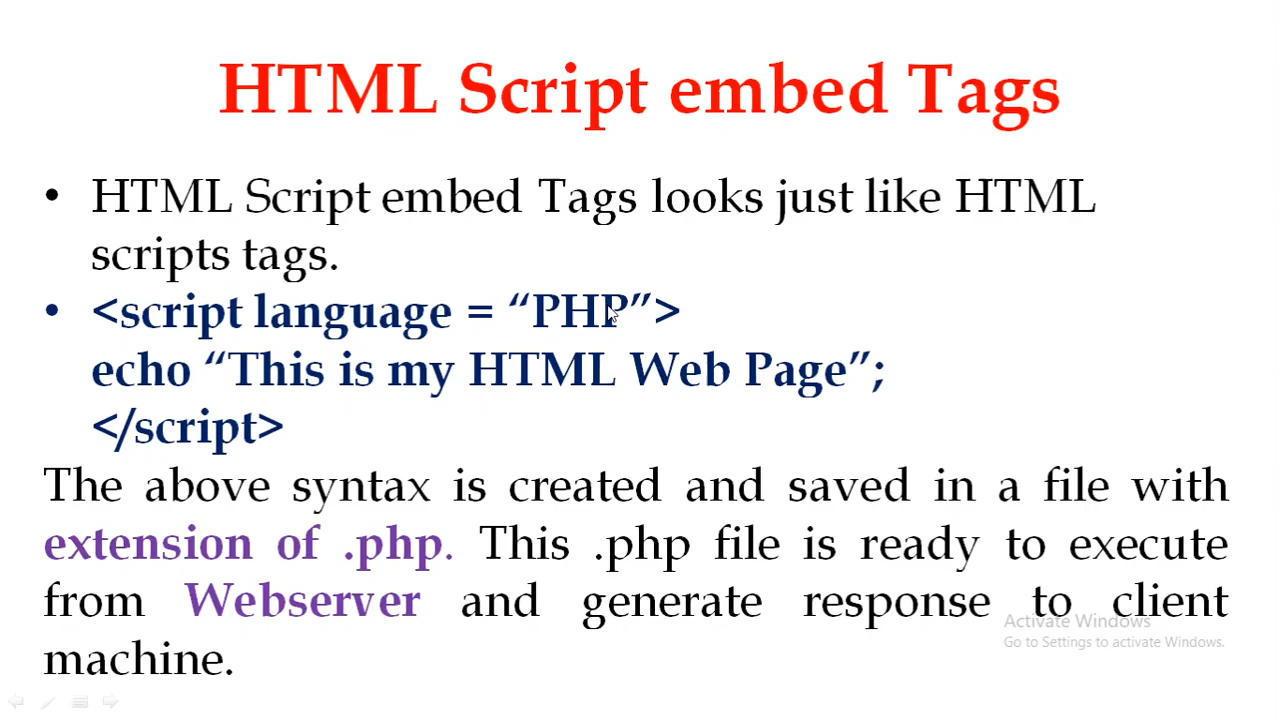 HTML Script embed Tags
• HTML Script embed Tags looks just like HTML
scripts tags.
• <script language = “PHP”>
echo “This is my HTML Web Page”;
</script>
The above syntax is created and saved in a file with
extension of .php. This .php file is ready to execute
from Webserver and generate response to client
machine.
Activate Windows
Go to Settings to activate Windows.